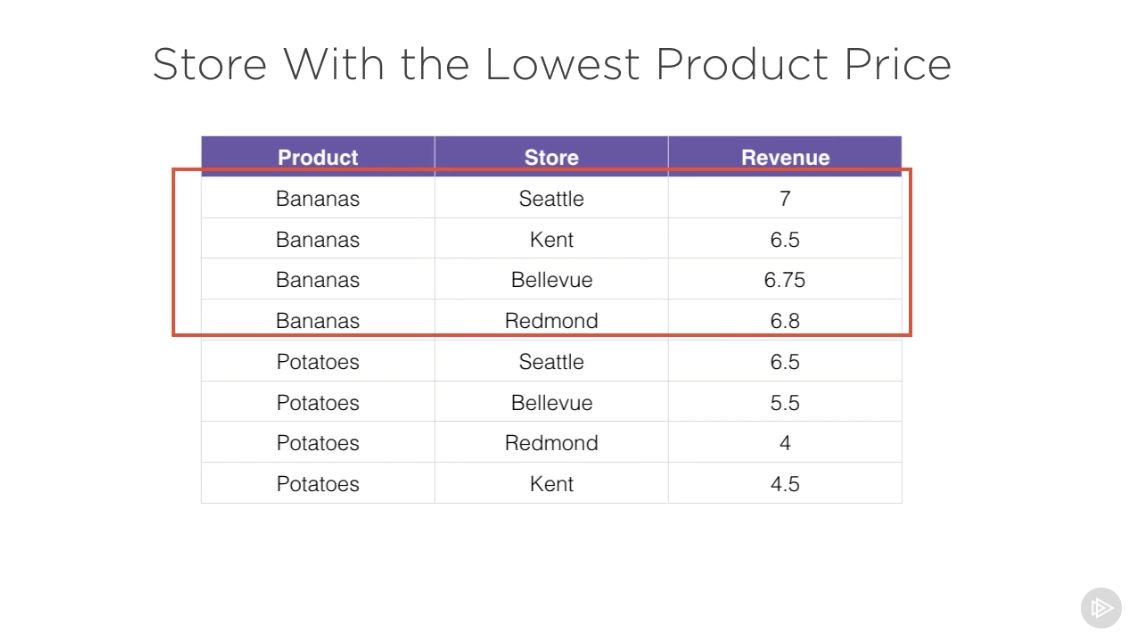 Store With the Lowest Product Price
Product Store Revenue
Bananas Seattle 7
Bananas Kent 6.5
Bananas Bellevue 6.75
Bananas Redmond 6.8
Potatoes Seattle 6.5
Potatoes Bellevue 5.5
Potatoes Redmond 4
Potatoes Kent 4.5